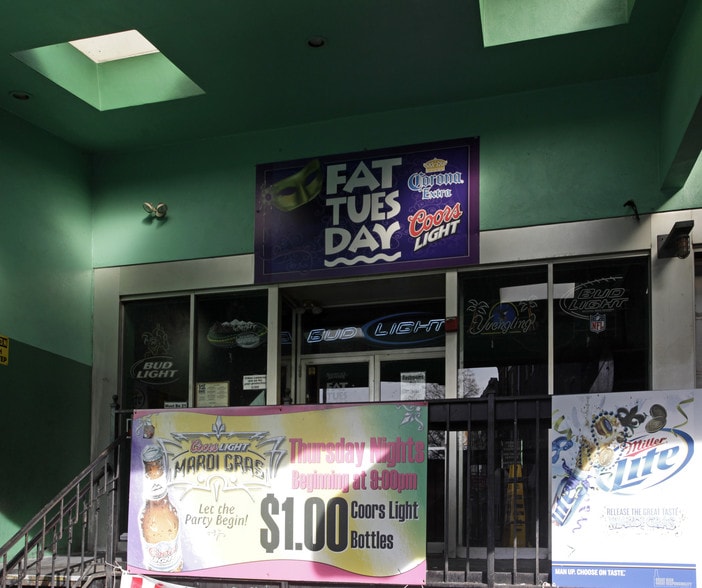 FAT
TUES
DAY
Corona
Extra
Coors
LIGHT
BUD LIGHT
BUD
LIGHT
Yuengling
BUD
LIGHT
NFL
FAT
TUES
Coors LIGHT
MARDI GRAS
Let the
Party Begin!
Thursday Nights
Beginning at 9:00pm
$1.00 Coors Light
Bottles
Miller
Lite
RELEASE THE GREAT TASTE
MAN UP. CHOOSE ON TASTE.